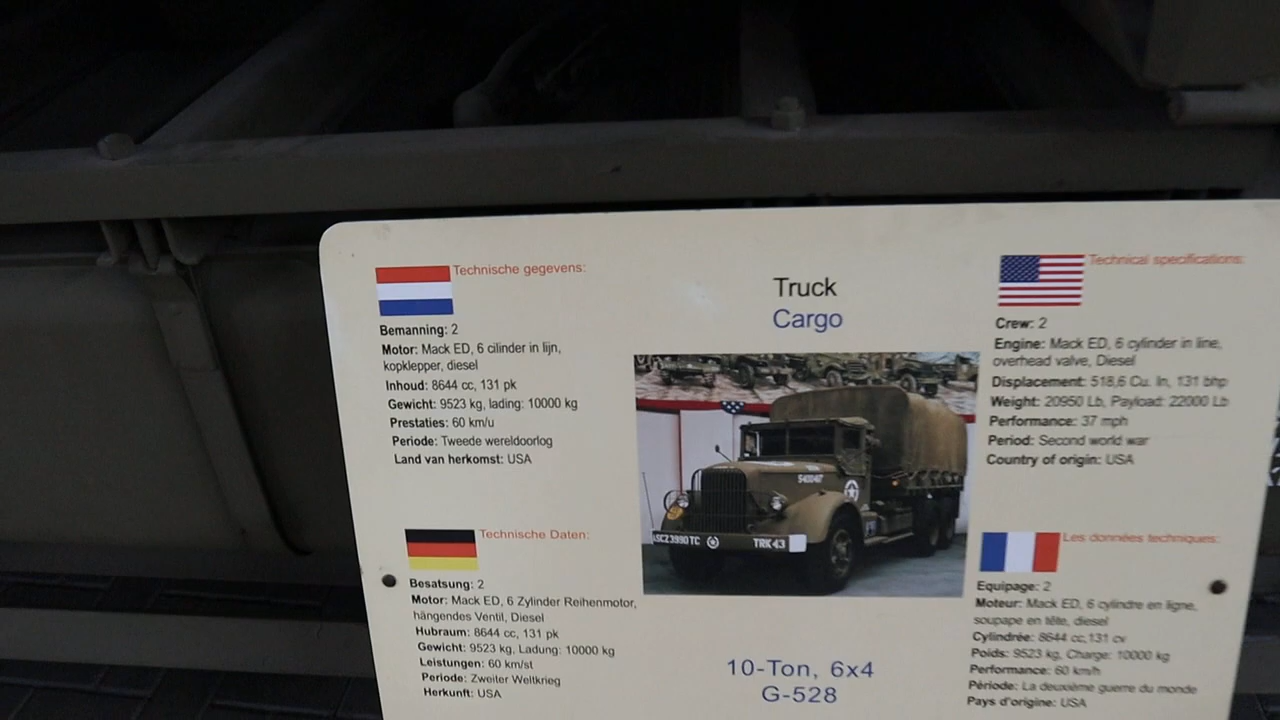 Technische gegevens:
Bemanning: 2
Motor: Mack ED, 6 cilinder in lijn,
kopklepper, diesel
Inhoud: 8644 cc, 131 pk
Gewicht: 9523 kg, lading: 10000 kg
Prestaties: 60 km/u
Periode: Tweede wereldoorlog
Land van herkomst: USA
Technische Daten:
Besatsung: 2
Motor: Mack ED, 6 Zylinder Reihenmotor,
hängendes Ventil, Diesel
Hubraum: 8644 cc, 131 pk
Gewicht: 9523 kg, Ladung: 10000 kg
Leistungen: 60 km/st
Periode: Zweiter Weltkrieg
Herkunft: USA
Truck
Cargo
TRK 43
10-Ton, 6x4
G-528
Technical specifications:
Crew: 2
Engine: Mack ED, 6 cylinder in line,
overhead valve, Diesel
Displacement: 518,6 Cu. In, 131 bhp
Weight: 20950 Lb, Payload: 22000 Lb
Performance: 37 mph
Period: Second world war
Country of origin: USA
Les données techniques:
Equipage: 2
Moteur: Mack ED, 6 cylindre en ligne,
soupape en tête, diesel
Cylindrée: 8644 cc,131 cv
Poids: 9523 kg, Charge: 10000 kg
Performance: 60 km/h
Période: La deuxième guerre du monde
Pays d'origine: USA